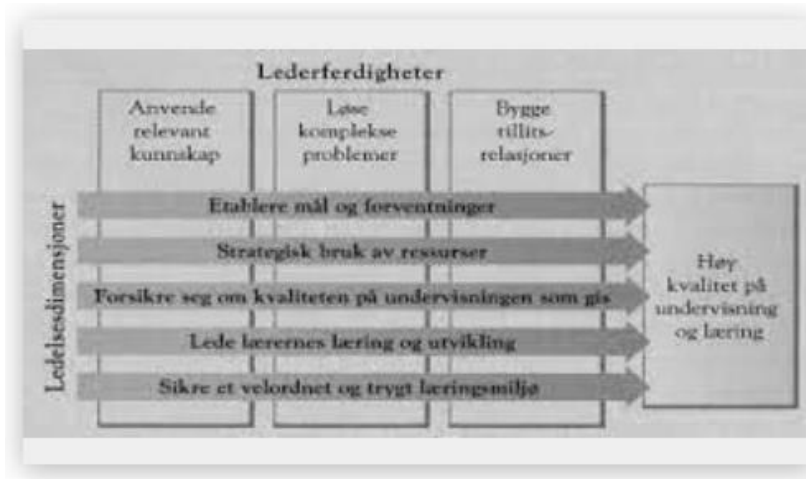 Lederferdigheter
Anvende
relevant
kunnskap
Løse
komplekse
problemer
Bygge
tillits-
relasjoner
Ledelsesdimensjoner
Etablere mål og forventninger
Strategisk bruk av ressurser
Forsikre seg om kvaliteten på undervisningen som gis
Lede lærernes læring og utvikling
Sikre et velordnet og trygt læringsmiljø
Høy
kvalitet på
undervisning
og læring